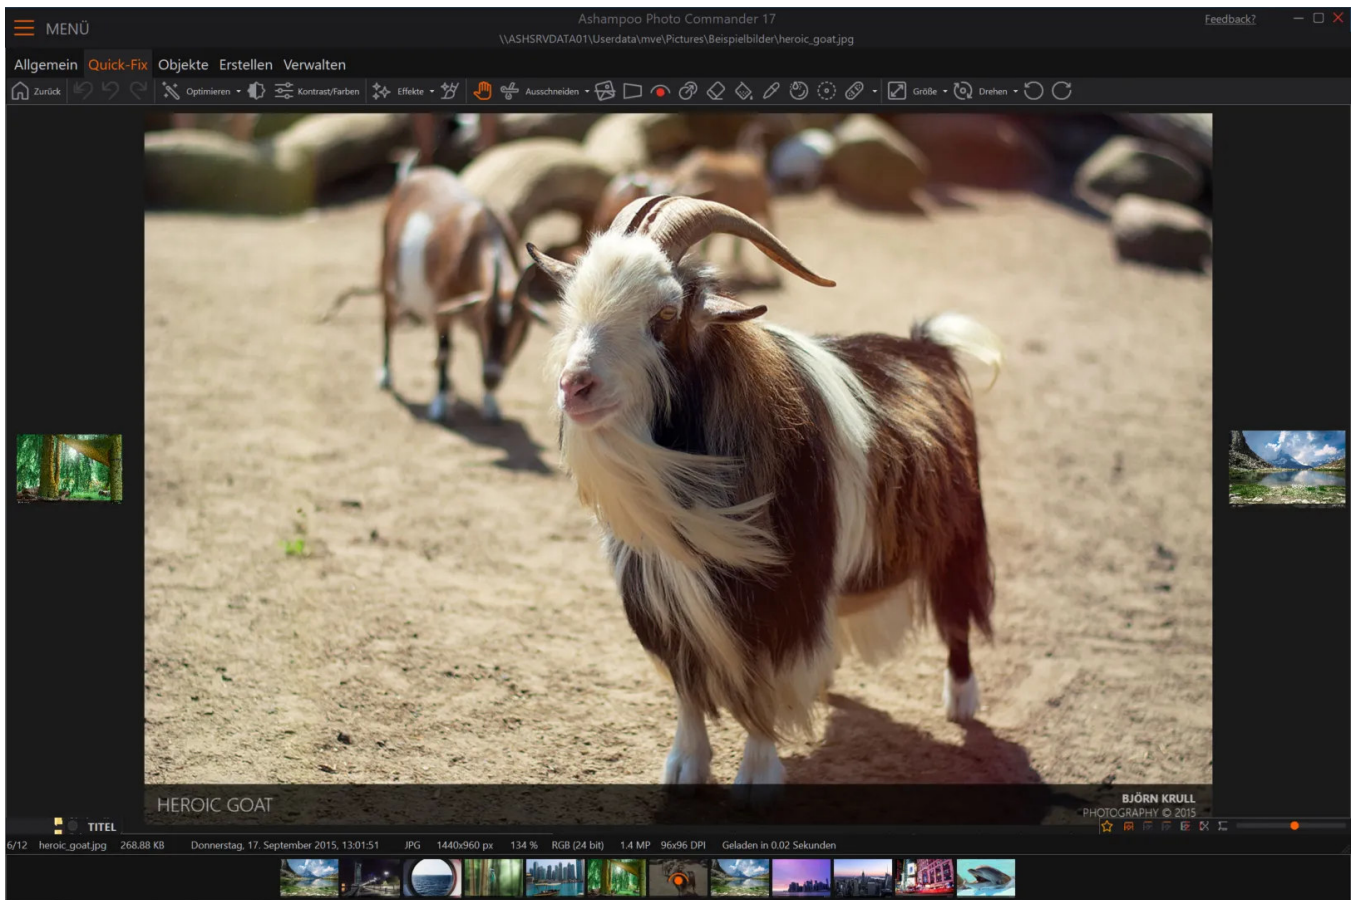 Ashampoo Photo Commander 17
Feedback?
MENÜ
\\ASHSRVDATA01\Userdata\mve\Pictures\Beispielbilder\heroic_goat.jpg
Allgemein Quick-Fix Objekte Erstellen Verwalten
Zurück Optimieren Kontrast/Farben Effekte Ausschneiden Größe Drehen
HEROIC GOAT
BJÖRN KRULL
PHOTOGRAPHY © 2015
TITEL
6/12 heroic_goat.jpg 268.88 KB Donnerstag, 17. September 2015, 13:01:51 JPG 1440x960 px 134 % RGB (24 bit) 1.4 MP 96x96 DPI Geladen in 0.02 Sekunden